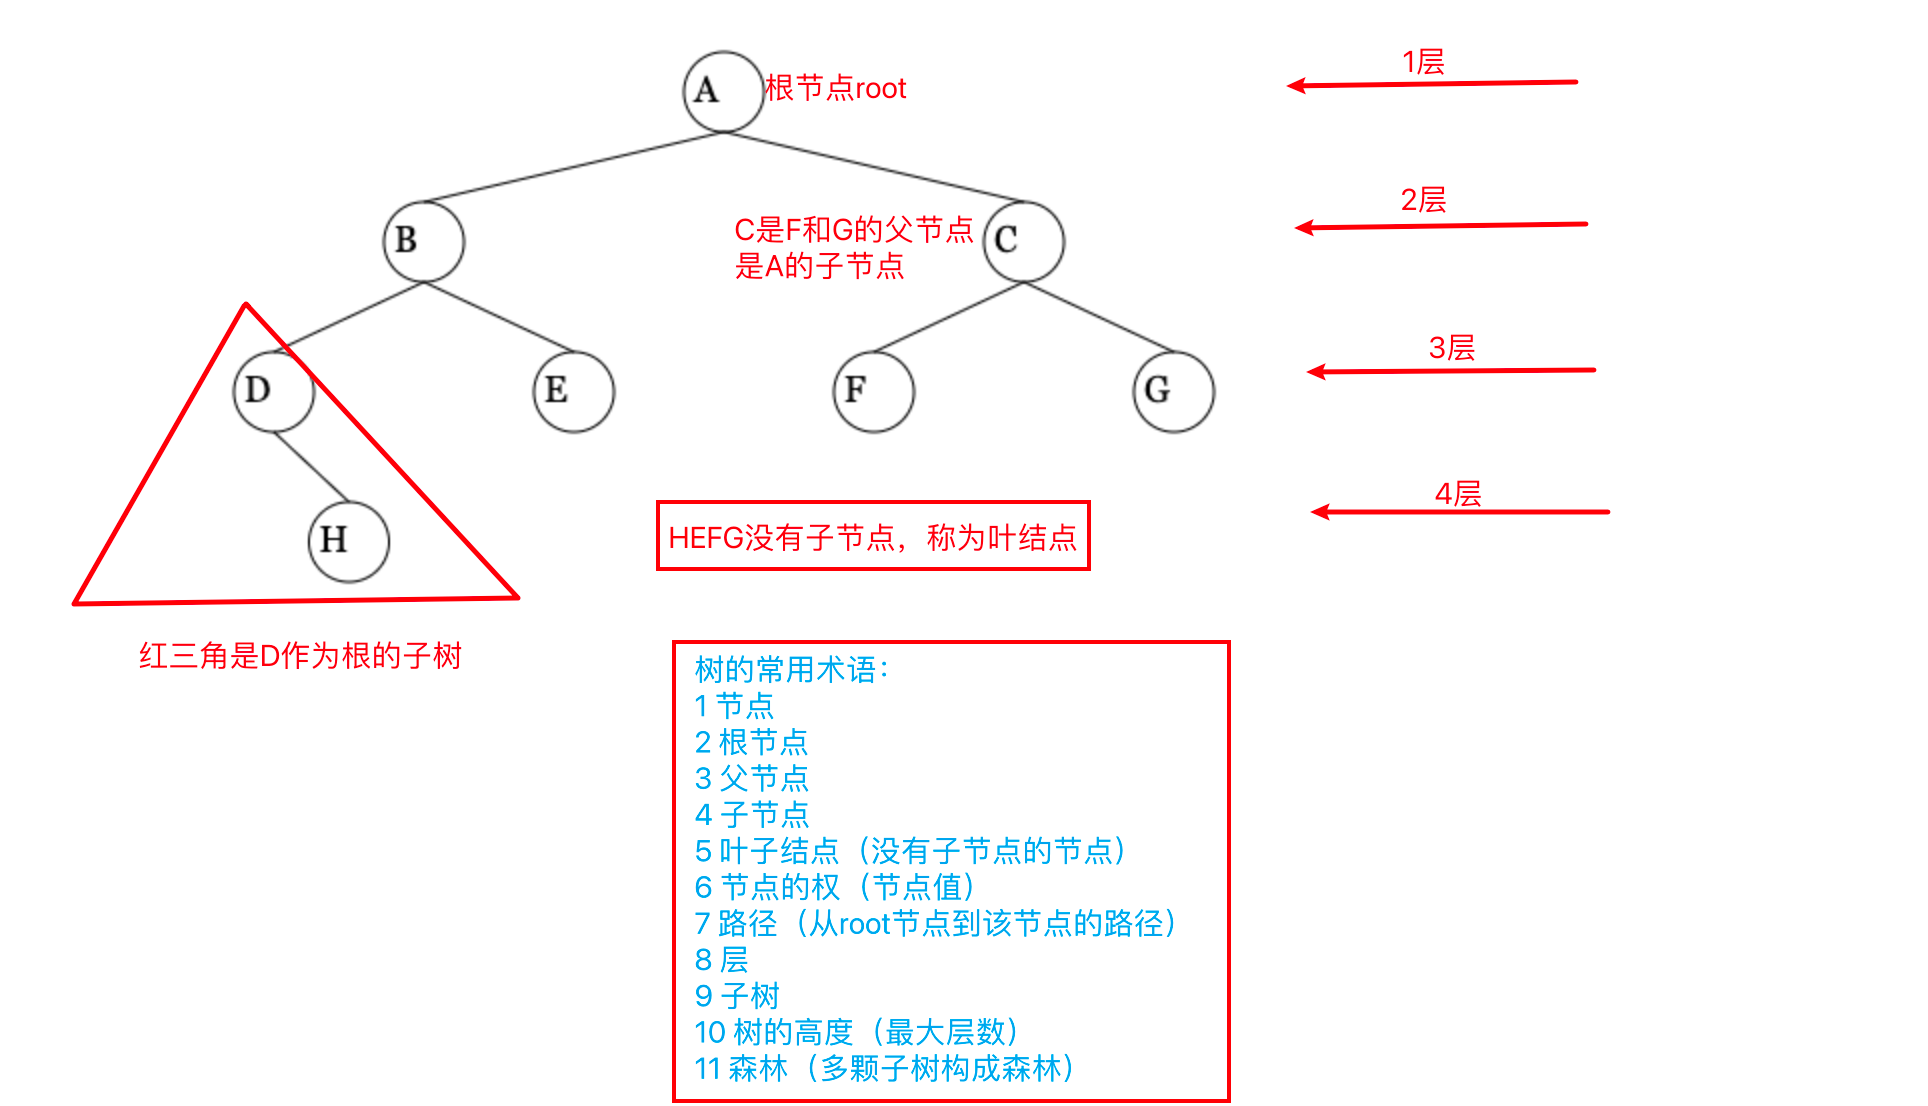 A
根节点root
1层
B
C是F和G的父节点
是A的子节点
C
2层
D
E
F
G
3层
H
HEFG没有子节点，称为叶结点
4层
红三角是D作为根的子树
树的常用术语：
1 节点
2 根节点
3 父节点
4 子节点
5 叶子结点（没有子节点的节点）
6 节点的权（节点值）
7 路径（从root节点到该节点的路径）
8 层
9 子树
10 树的高度（最大层数）
11 森林（多颗子树构成森林）